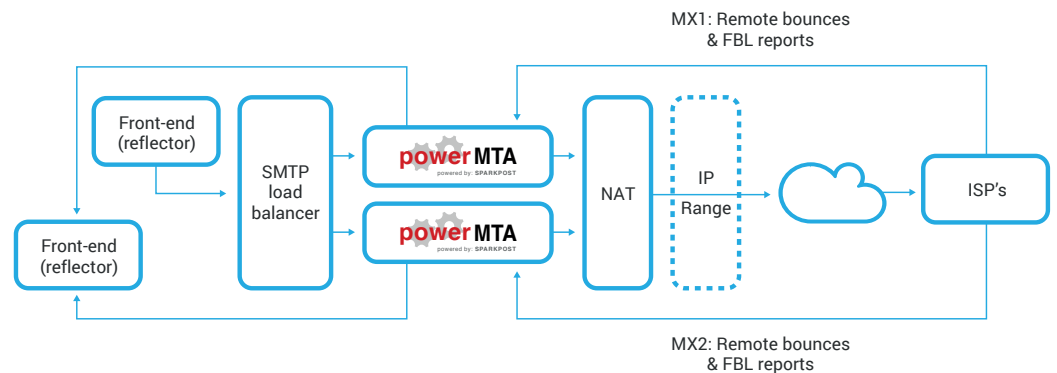 MX1: Remote bounces
& FBL reports
Front-end
(reflector)
SMTP
load
balancer
power MTA
powered by: SPARKPOST
power MTA
powered by: SPARKPOST
NAT
IP
Range
ISP's
Front-end
(reflector)
MX2: Remote bounces
& FBL reports